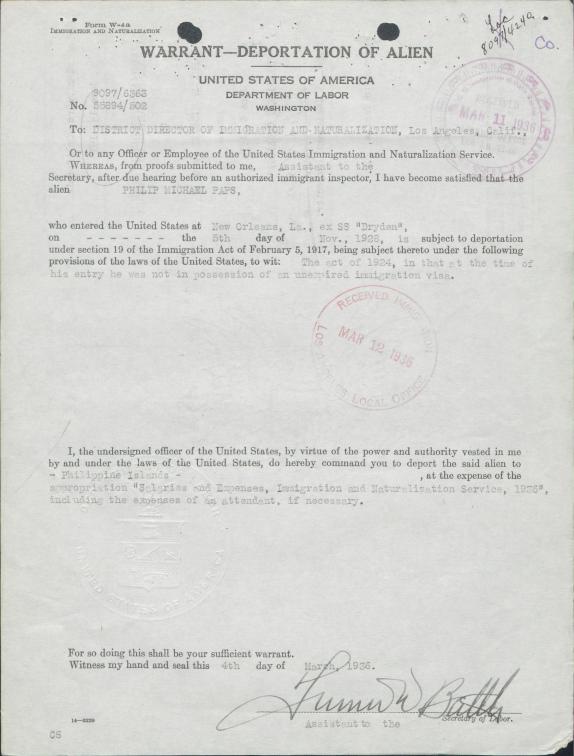 Form W-4a
IMMIGRATION AND NATURALIZATION
Loc
8097/4240
Co.
WARRANT—DEPORTATION OF ALIEN
UNITED STATES OF AMERICA
DEPARTMENT OF LABOR
WASHINGTON
9097/6363
No. 55894/502
RECEIVED
MAR 11 1936
To: DISTRICT DIRECTOR OF IMMIGRATION AND NATURALIZATION, Los Angeles, Calif.,
Or to any Officer or Employee of the United States Immigration and Naturalization Service.
WHEREAS, from proofs submitted to me, Assistant to the
Secretary, after due hearing before an authorized immigrant inspector, I have become satisfied that the
alien PHILIP MICHAEL PAPS,
who entered the United States at New Orleans, La., ex SS "Dryden",
on - - - - - - - the 5th day of Nov., 1928, is subject to deportation
under section 19 of the Immigration Act of February 5, 1917, being subject thereto under the following
provisions of the laws of the United States, to wit: The act of 1924, in that at the time of
his entry he was not in possession of an unexpired immigration visa.
RECEIVED IMMIGRATION
MAR 12 1936
LOS ANGELES LOCAL OFFICE
I, the undersigned officer of the United States, by virtue of the power and authority vested in me
by and under the laws of the United States, do hereby command you to deport the said alien to
- Philippine Islands - , at the expense of the
appropriation "Salaries and Expenses, Immigration and Naturalization Service, 1936",
including the expenses of an attendant, if necessary.
UNITED STATES OF AMERICA
For so doing this shall be your sufficient warrant.
Witness my hand and seal this 4th day of March, 1936.
Turner W Battle
Assistant to the Secretary of Labor.
14—2229
CS